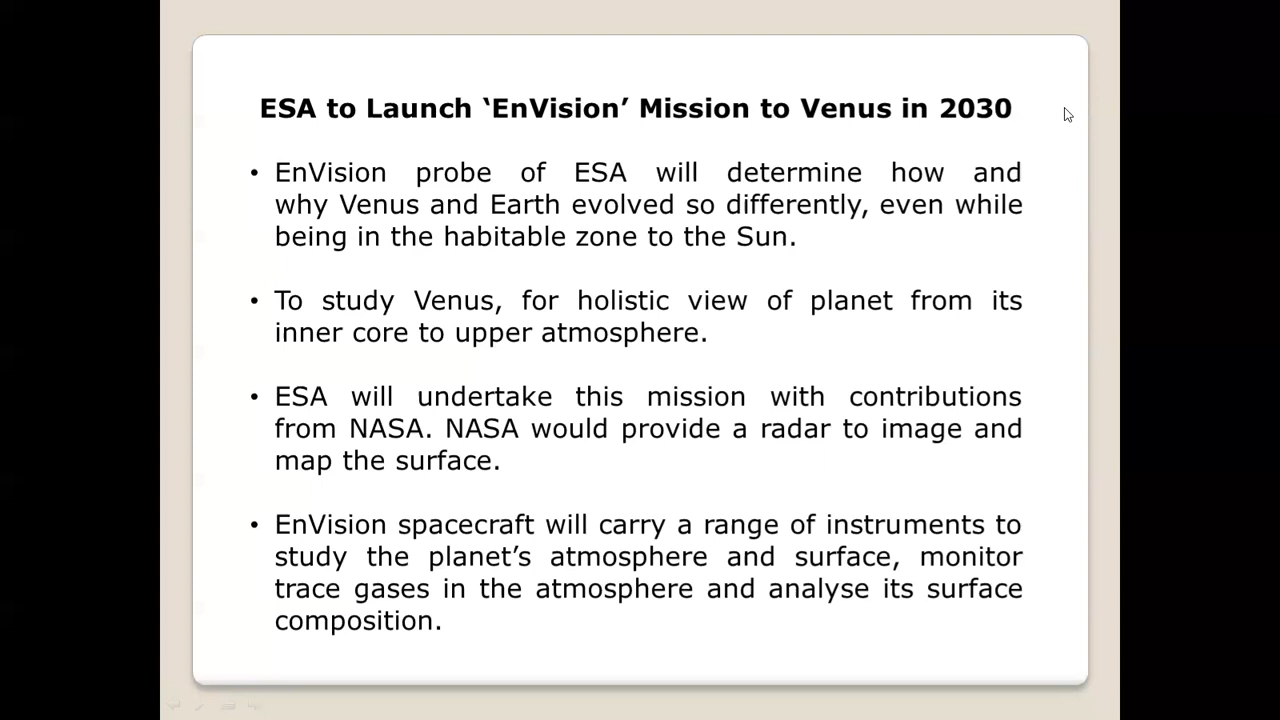 ESA to Launch ‘EnVision’ Mission to Venus in 2030
• EnVision probe of ESA will determine how and
why Venus and Earth evolved so differently, even while
being in the habitable zone to the Sun.
• To study Venus, for holistic view of planet from its
inner core to upper atmosphere.
• ESA will undertake this mission with contributions
from NASA. NASA would provide a radar to image and
map the surface.
• EnVision spacecraft will carry a range of instruments to
study the planet’s atmosphere and surface, monitor
trace gases in the atmosphere and analyse its surface
composition.